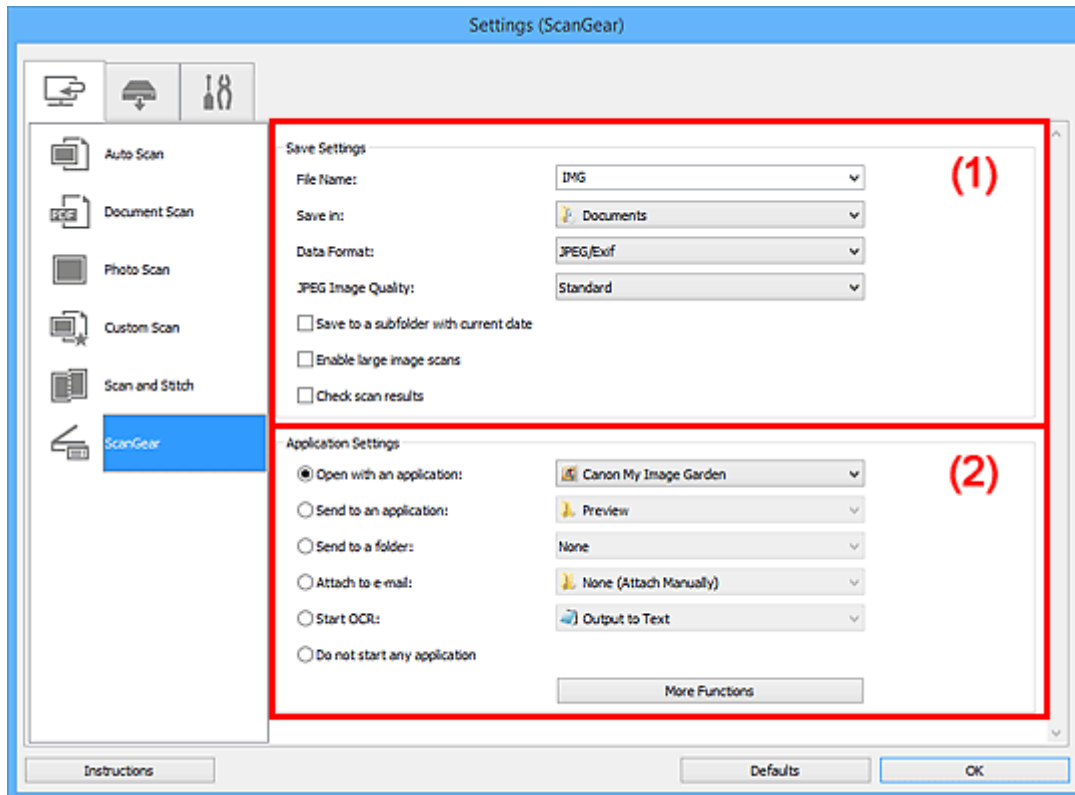 Settings (ScanGear)
Auto Scan
Document Scan
Photo Scan
Custom Scan
Scan and Stitch
ScanGear
Save Settings
(1)
File Name: IMG
Save in: Documents
Data Format: JPEG/Exif
JPEG Image Quality: Standard
Save to a subfolder with current date
Enable large image scans
Check scan results
Application Settings
(2)
Open with an application: Canon My Image Garden
Send to an application: Preview
Send to a folder: None
Attach to e-mail: None (Attach Manually)
Start OCR: Output to Text
Do not start any application
More Functions
Instructions Defaults OK